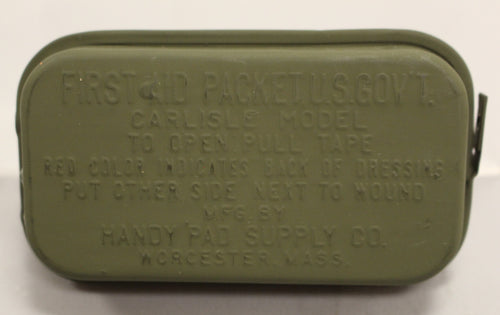 FIRST AID PACKET U.S. GOV'T.
CARLISLE MODEL
TO OPEN PULL TAPE
RED COLOR INDICATES BACK OF DRESSING
PUT OTHER SIDE NEXT TO WOUND
MFG. BY
HANDY PAD SUPPLY CO.
WORCESTER, MASS.